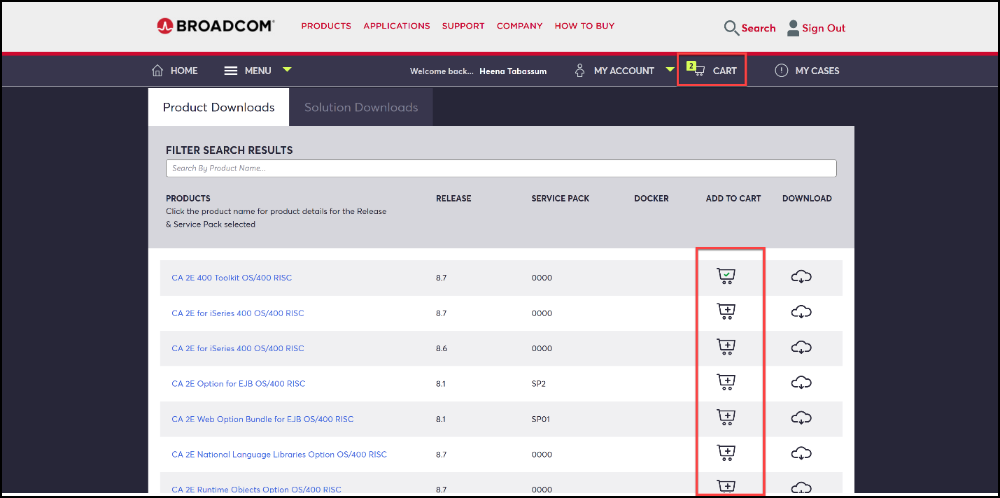 BROADCOM
PRODUCTS APPLICATIONS SUPPORT COMPANY HOW TO BUY
Search Sign Out
HOME MENU Welcome back... Heena Tabassum MY ACCOUNT 2 CART ! MY CASES
Product Downloads Solution Downloads
FILTER SEARCH RESULTS
Search By Product Name...
PRODUCTS RELEASE SERVICE PACK DOCKER ADD TO CART DOWNLOAD
Click the product name for product details for the Release
& Service Pack selected
CA 2E 400 Toolkit OS/400 RISC 8.7 0000
CA 2E for iSeries 400 OS/400 RISC 8.7 0000
CA 2E for iSeries 400 OS/400 RISC 8.6 0000
CA 2E Option for EJB OS/400 RISC 8.1 SP2
CA 2E Web Option Bundle for EJB OS/400 RISC 8.1 SP01
CA 2E National Language Libraries Option OS/400 RISC 8.7 0000
CA 2E Runtime Objects Option OS/400 RISC 8.7 0000